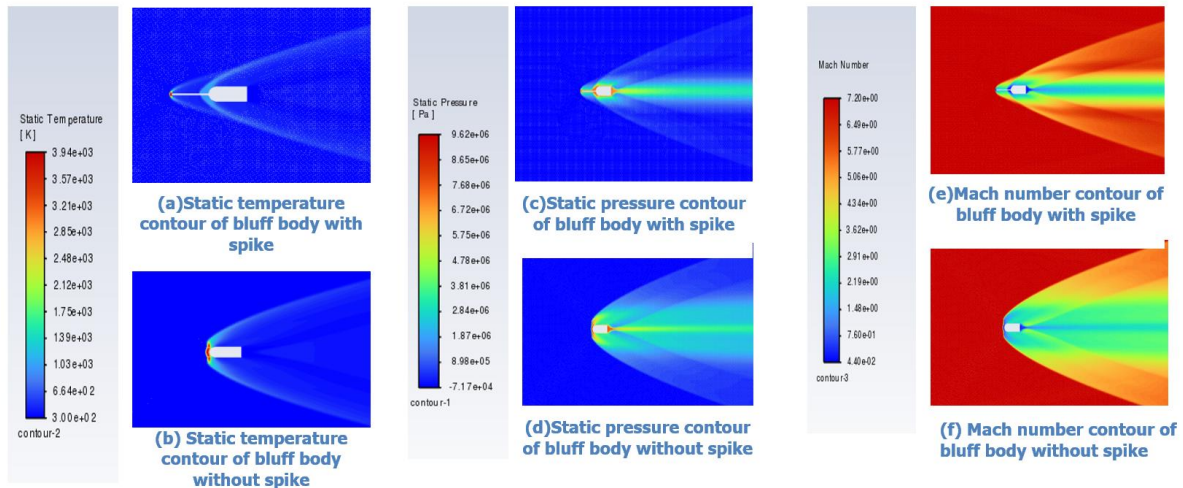 Static Temperature
[ K]
3.94e+03
3.57e+03
3.21e+03
2.85e+03
2.48e+03
2.12e+03
1.75e+03
1.39e+03
1.03e+03
6.64e+02
3.00e+02
contour-2
(a)Static temperature
contour of bluff body with
spike
(b) Static temperature
contour of bluff body
without spike
Static Pressure
[ Pa ]
9.62e+06
8.65e+06
7.68e+06
6.72e+06
5.75e+06
4.78e+06
3.81e+06
2.84e+06
1.87e+06
8.98e+05
-7.17e+04
contour-1
(c)Static pressure contour
of bluff body with spike
(d)Static pressure contour
of bluff body without spike
Mach Number
7.20e+00
6.49e+00
5.77e+00
5.06e+00
4.34e+00
3.62e+00
2.91e+00
2.19e+00
1.48e+00
7.60e-01
4.40e-02
contour-3
(e)Mach number contour of
bluff body with spike
(f) Mach number contour of
bluff body without spike